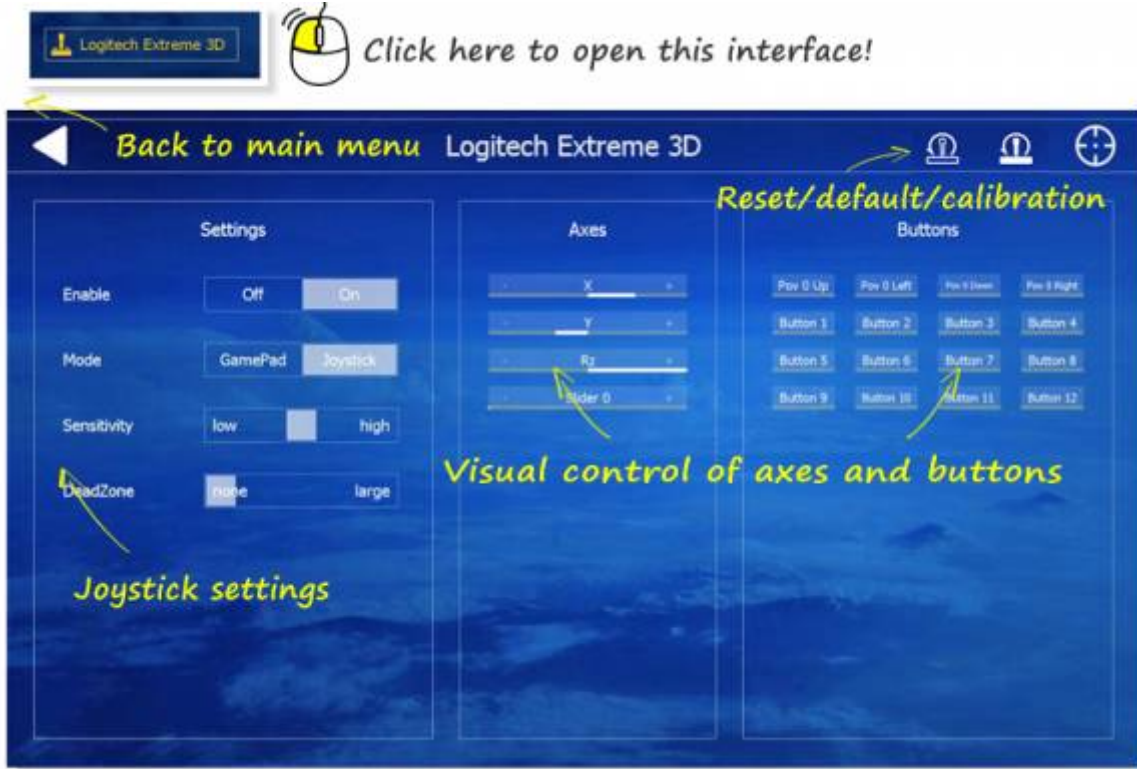 Logitech Extreme 3D
Click here to open this interface!
Back to main menu
Logitech Extreme 3D
Reset/default/calibration
Settings
Axes
Buttons
Enable
Off
On
X
Pov 0 Up
Pov 0 Left
Pov 0 Down
Pov 0 Right
Y
Button 1
Button 2
Button 3
Button 4
Mode
GamePad
Joystick
Rz
Button 5
Button 6
Button 7
Button 8
Slider 0
Button 9
Button 10
Button 11
Button 12
Sensitivity
low
high
Visual control of axes and buttons
DeadZone
none
large
Joystick settings